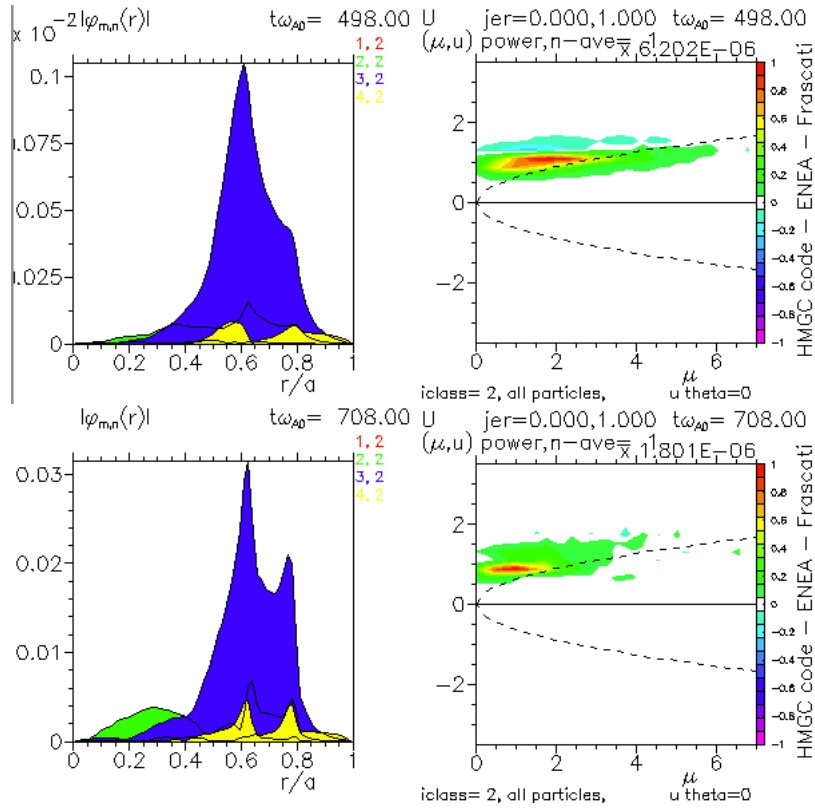 x 10⁻² |φm,n(r)| tωA0= 498.00
1,2
2,2
3,2
4,2
0.1
.075
0.05
.025
0
0 0.2 0.4 0.6 0.8 1
r/a
U jer=0.000,1.000 tωA0= 498.00
(μ,u) power,n-ave= 1
x 6.202E-06
2
0
−2
0 2 4 6
μ
1
0.8
0.6
0.4
0.2
0
−0.2
−0.4
−0.6
−0.8
−1
HMGC code − ENEA − Frascati
iclass= 2, all particles, u theta=0
|φm,n(r)| tωA0= 708.00
1,2
2,2
3,2
4,2
0.03
0.02
0.01
0
0 0.2 0.4 0.6 0.8 1
r/a
U jer=0.000,1.000 tωA0= 708.00
(μ,u) power,n-ave= 1
x 1.801E-06
2
0
−2
0 2 4 6
μ
1
0.8
0.6
0.4
0.2
0
−0.2
−0.4
−0.6
−0.8
−1
HMGC code − ENEA − Frascati
iclass= 2, all particles, u theta=0